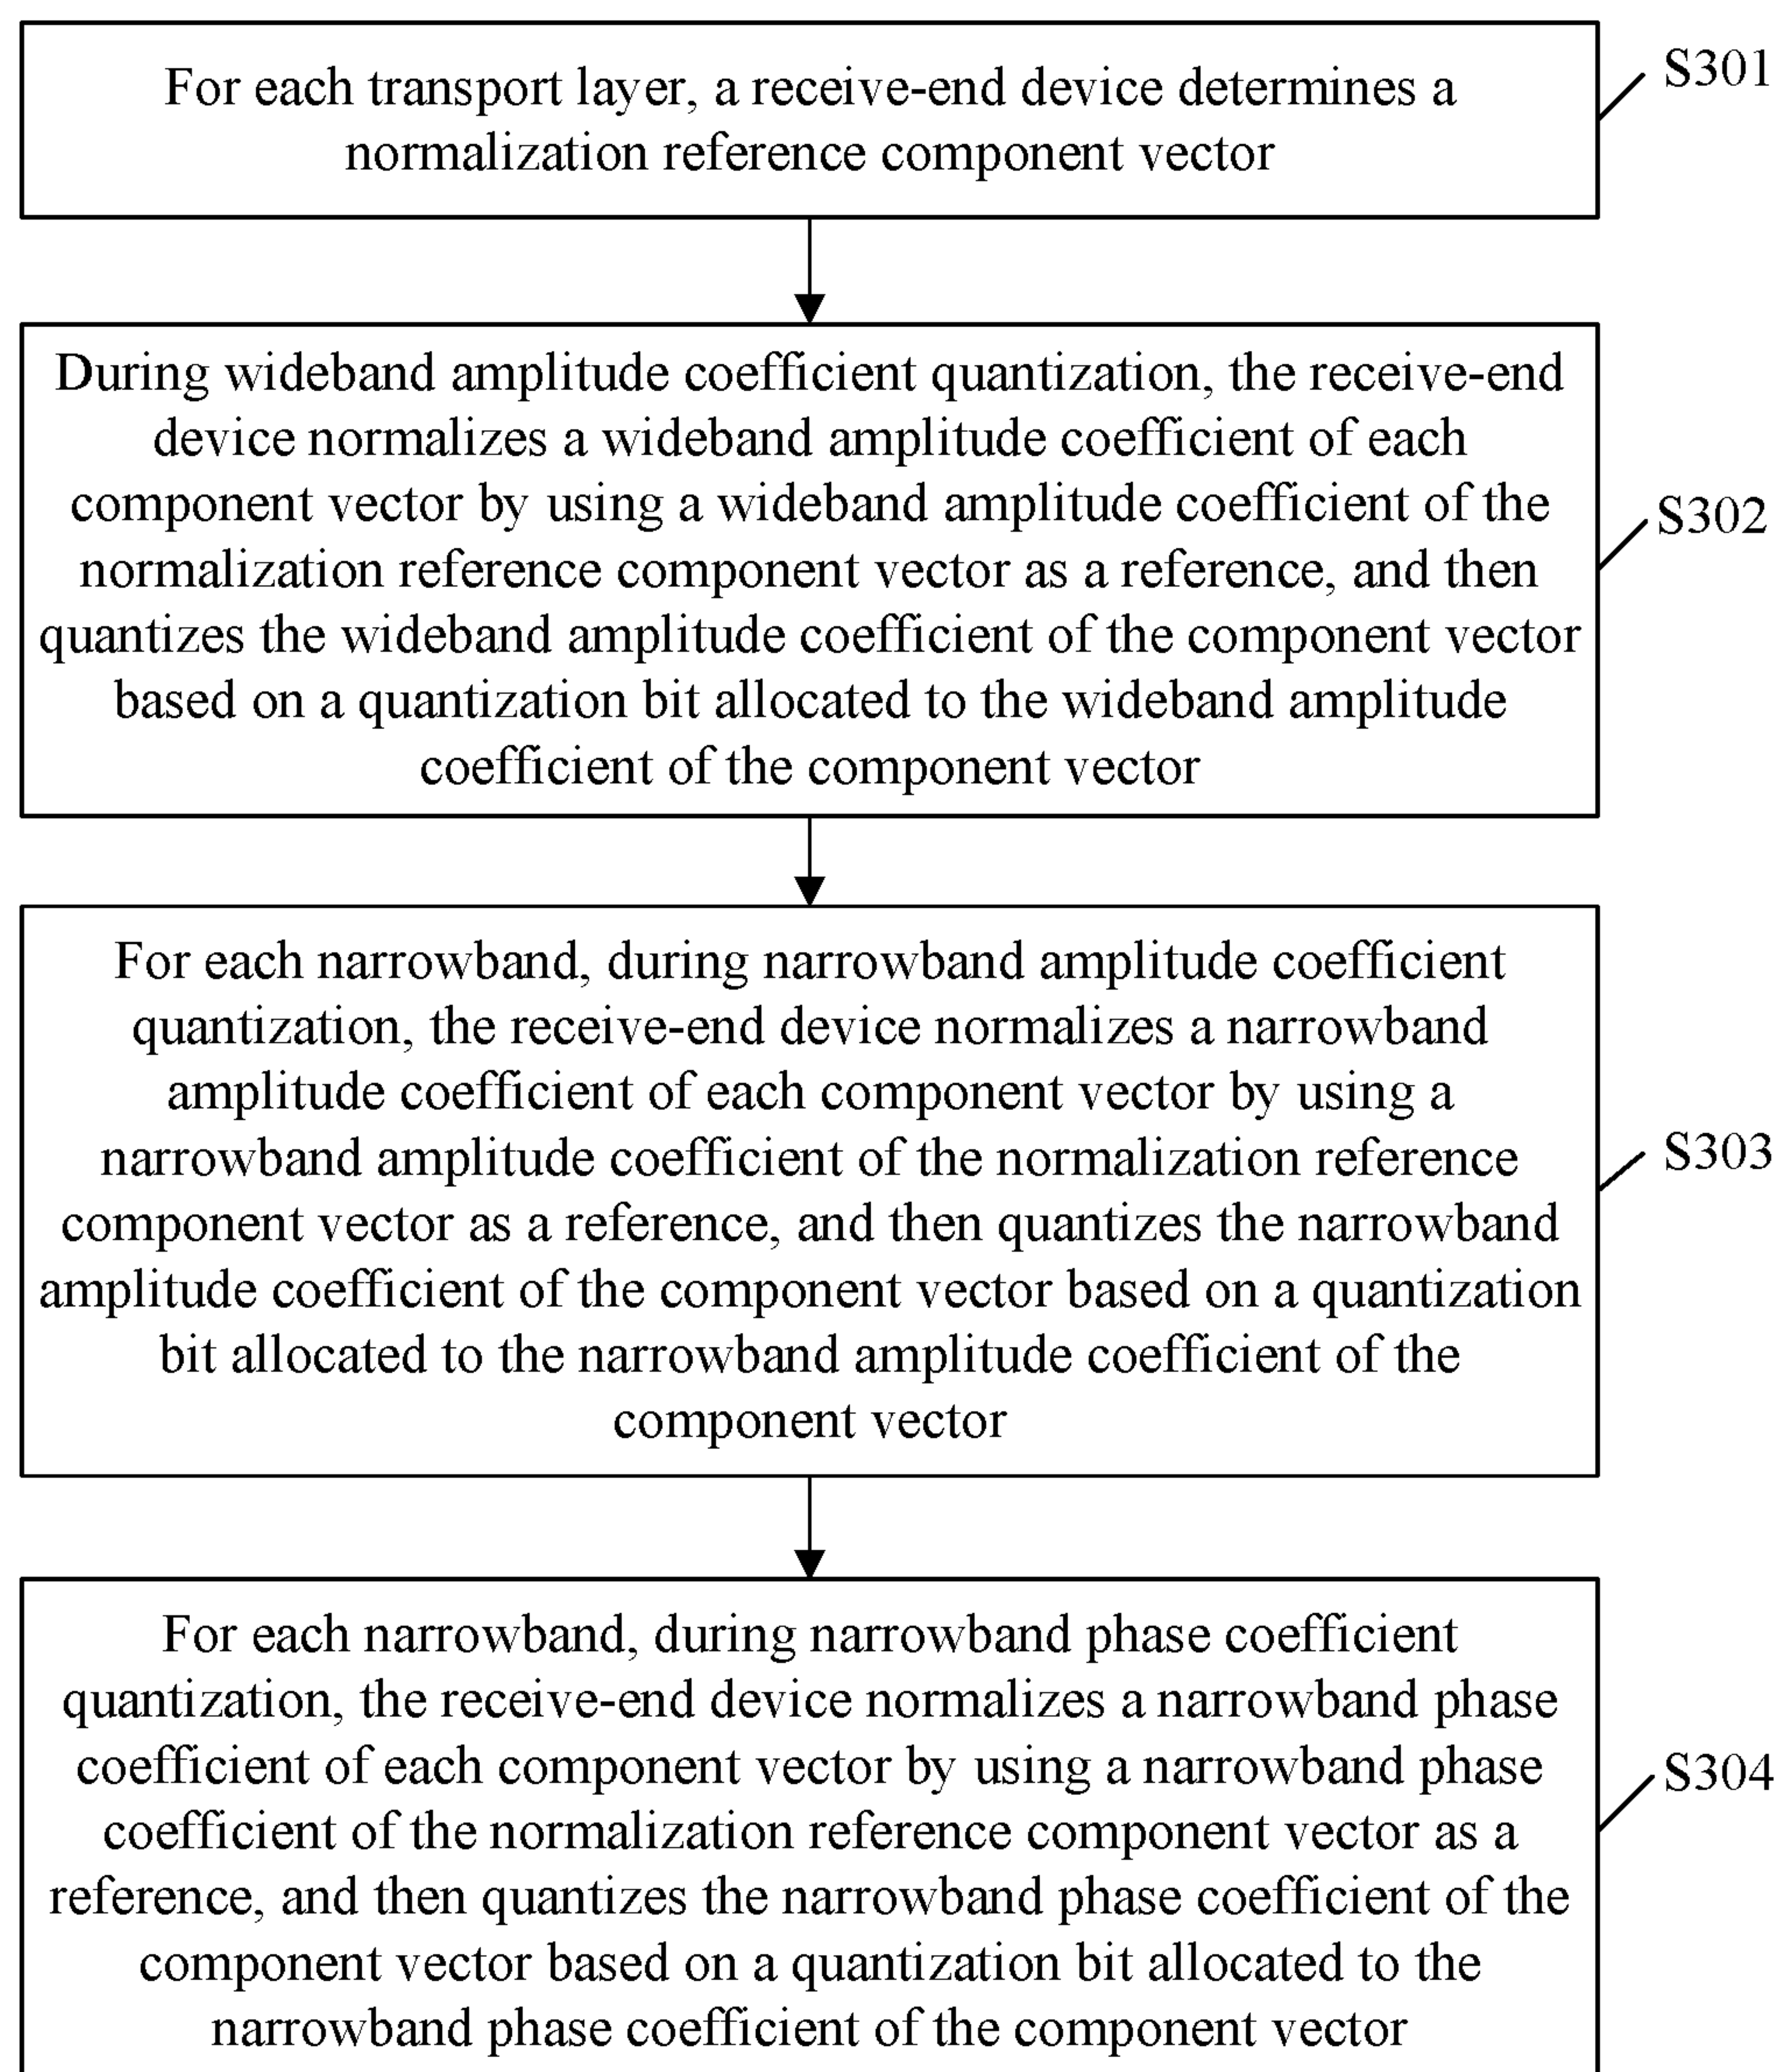 For each transport layer, a receive-end device determines a
normalization reference component vector
S301
During wideband amplitude coefficient quantization, the receive-end
device normalizes a wideband amplitude coefficient of each
component vector by using a wideband amplitude coefficient of the
normalization reference component vector as a reference, and then
quantizes the wideband amplitude coefficient of the component vector
based on a quantization bit allocated to the wideband amplitude
coefficient of the component vector
S302
For each narrowband, during narrowband amplitude coefficient
quantization, the receive-end device normalizes a narrowband
amplitude coefficient of each component vector by using a
narrowband amplitude coefficient of the normalization reference
component vector as a reference, and then quantizes the narrowband
amplitude coefficient of the component vector based on a quantization
bit allocated to the narrowband amplitude coefficient of the
component vector
S303
For each narrowband, during narrowband phase coefficient
quantization, the receive-end device normalizes a narrowband phase
coefficient of each component vector by using a narrowband phase
coefficient of the normalization reference component vector as a
reference, and then quantizes the narrowband phase coefficient of the
component vector based on a quantization bit allocated to the
narrowband phase coefficient of the component vector
S304